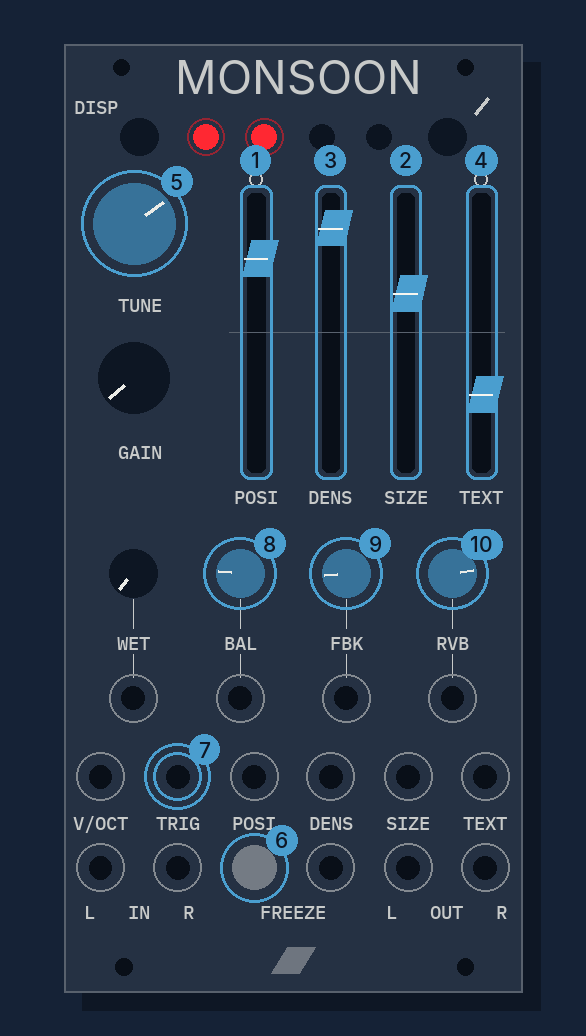 MONSOON
DISP
1 3 2 4
5
TUNE
GAIN
POSI DENS SIZE TEXT
8 9 10
WET BAL FBK RVB
7
V/OCT TRIG POSI DENS SIZE TEXT
6
L IN R FREEZE L OUT R